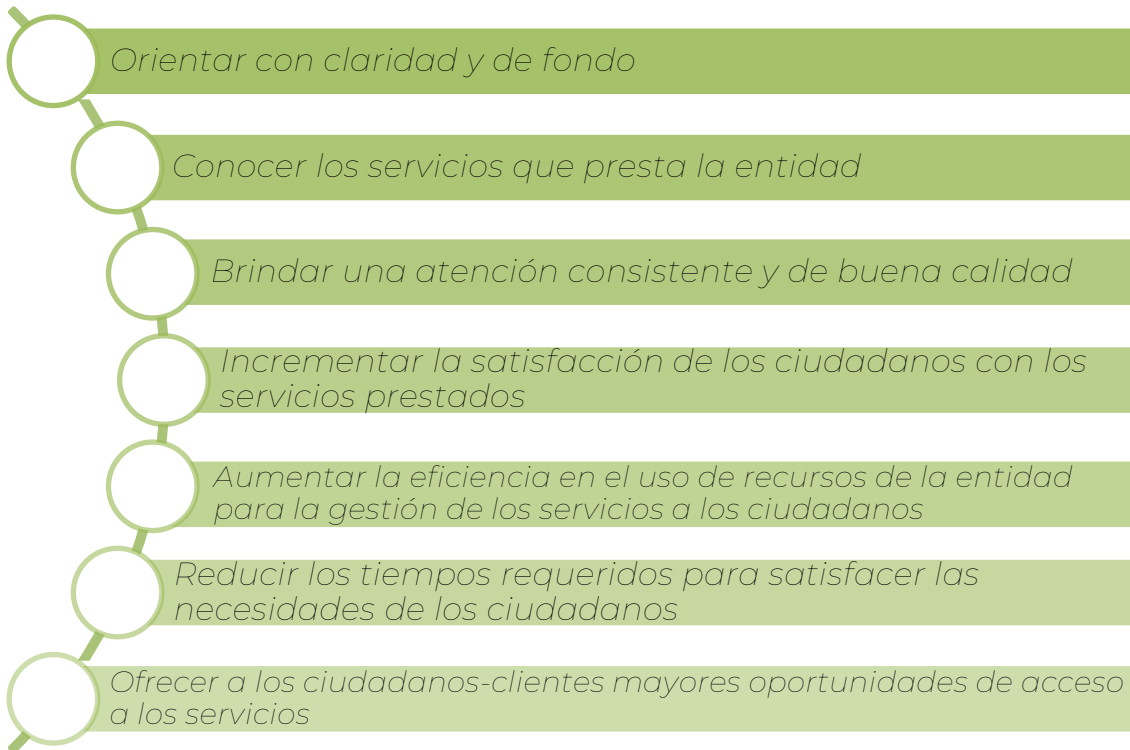 Orientar con claridad y de fondo
Conocer los servicios que presta la entidad
Brindar una atención consistente y de buena calidad
Incrementar la satisfacción de los ciudadanos con los
servicios prestados
Aumentar la eficiencia en el uso de recursos de la entidad
para la gestión de los servicios a los ciudadanos
Reducir los tiempos requeridos para satisfacer las
necesidades de los ciudadanos
Ofrecer a los ciudadanos-clientes mayores oportunidades de acceso
a los servicios